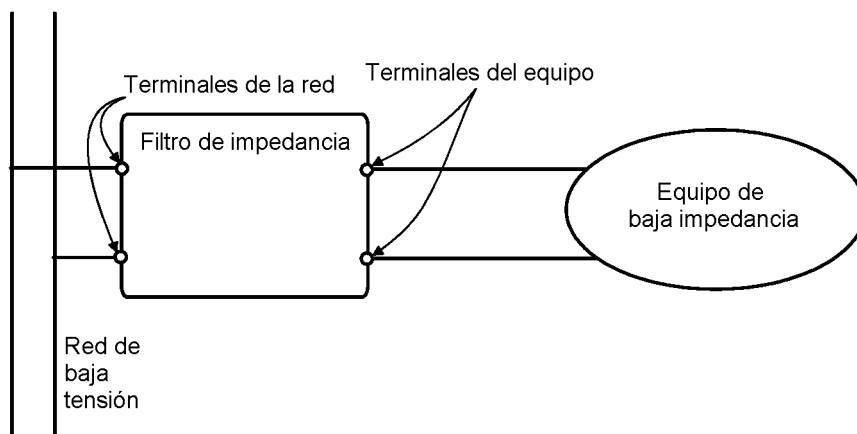 Terminales de la red
Terminales del equipo
Filtro de impedancia
Equipo de
baja impedancia
Red de
baja
tensión